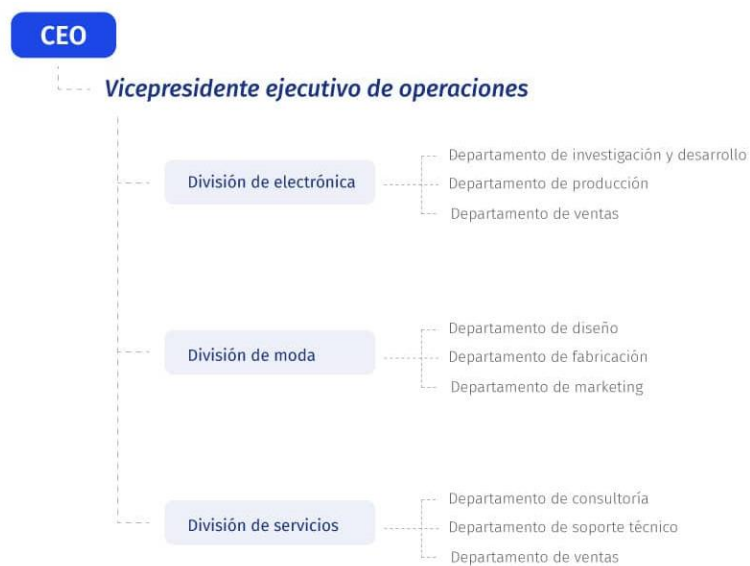 CEO
Vicepresidente ejecutivo de operaciones
División de electrónica
Departamento de investigación y desarrollo
Departamento de producción
Departamento de ventas
División de moda
Departamento de diseño
Departamento de fabricación
Departamento de marketing
División de servicios
Departamento de consultoría
Departamento de soporte técnico
Departamento de ventas